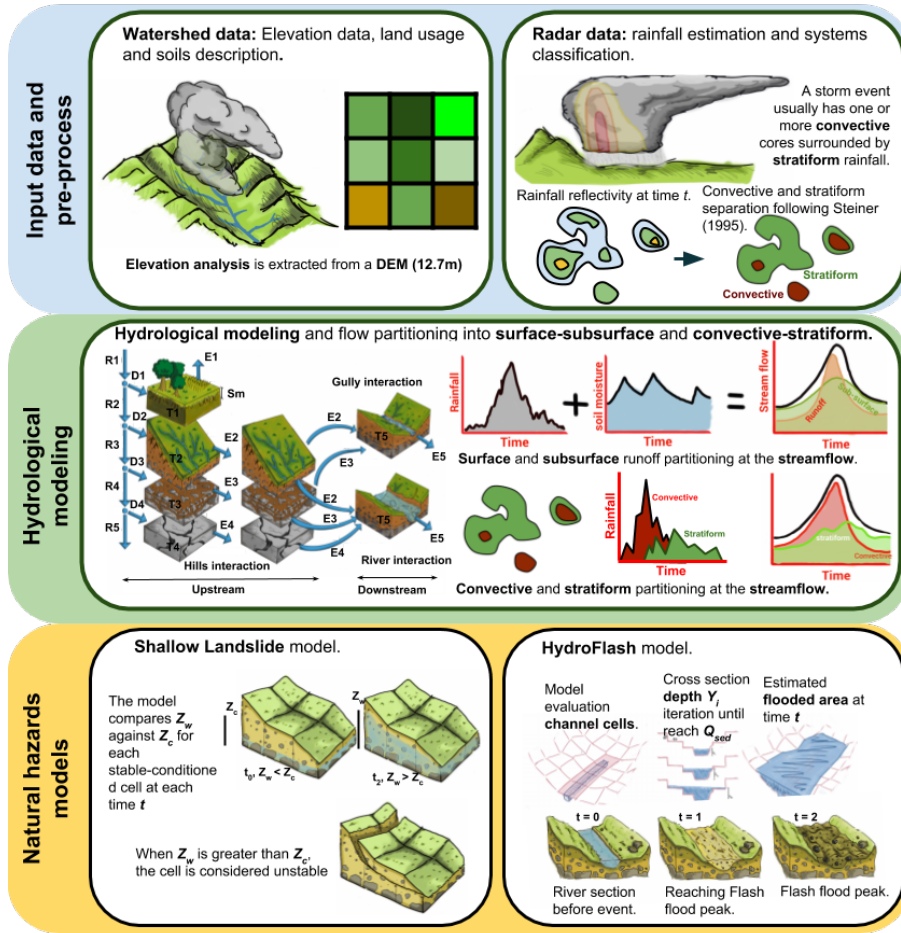 Input data and
pre-process
Watershed data: Elevation data, land usage
and soils description.
Elevation analysis is extracted from a DEM (12.7m)
Radar data: rainfall estimation and systems
classification.
A storm event
usually has one or
more convective
cores surrounded by
stratiform rainfall.
Rainfall reflectivity at time t.
Convective and stratiform
separation following Steiner
(1995).
Stratiform
Convective
Hydrological
modeling
Hydrological modeling and flow partitioning into surface-subsurface and convective-stratiform.
R1
D1
E1
Sm
R2
D2
T1
R3
T2
E2
D3
R4
T3
E3
D4
R5
T4
E4
Hills interaction
Upstream
Gully interaction
E2
T5
E5
E3
E2
E3
T5
E4
E5
River interaction
Downstream
Rainfall
Time
soil moisture
Time
Stream flow
Sub-surface
Runoff
Time
Surface and subsurface runoff partitioning at the streamflow.
Rainfall
Convective
Stratiform
Time
Streamflow
stratiform
Convective
Time
Convective and stratiform partitioning at the streamflow.
Natural hazards
models
Shallow Landslide model.
The model
compares Zw
against Zc for
each
stable-conditione
d cell at each
time t
Zc
t0, Zw < Zc
Zw
t2, Zw > Zc
When Zw is greater than Zc,
the cell is considered unstable
HydroFlash model.
Model
evaluation
channel cells.
Cross section
depth Yi
iteration until
reach Qsed
Estimated
flooded area at
time t
t = 0
t = 1
t = 2
River section
before event.
Reaching Flash
flood peak.
Flash flood peak.